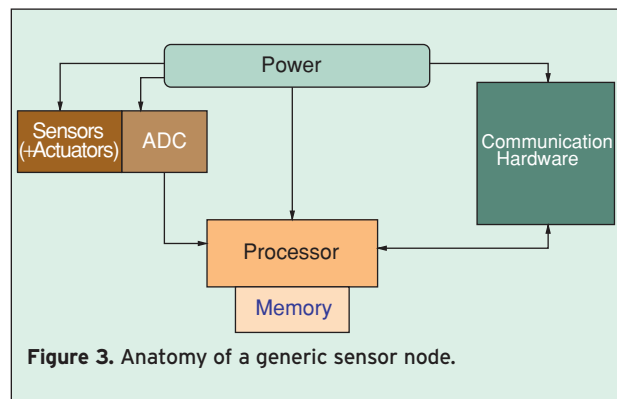 Power
Sensors
(+Actuators)
ADC
Communication
Hardware
Processor
Memory
Figure 3. Anatomy of a generic sensor node.